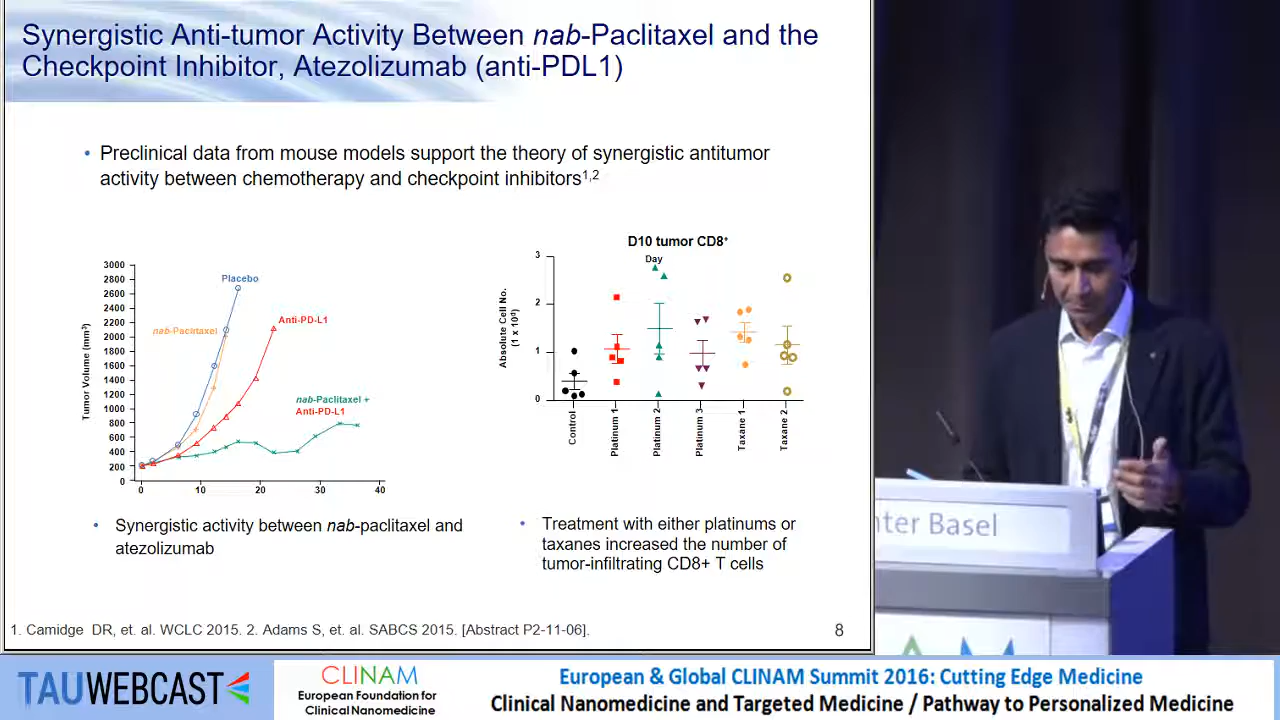 Synergistic Anti-tumor Activity Between nab-Paclitaxel and the
Checkpoint Inhibitor, Atezolizumab (anti-PDL1)
• Preclinical data from mouse models support the theory of synergistic antitumor
activity between chemotherapy and checkpoint inhibitors1,2
Tumor Volume (mm3)
3000
2800
2600
2400
2200
2000
1800
1600
1400
1200
1000
800
600
400
200
0
0 10 20 30 40
Placebo
nab-Paclitaxel
Anti-PD-L1
nab-Paclitaxel +
Anti-PD-L1
• Synergistic activity between nab-paclitaxel and
atezolizumab
D10 tumor CD8+
Day
Absolute Cell No.
3
2
1
0
Control
Platinum 1
Platinum 2
Platinum 3
Taxane 1
Taxane 2
• Treatment with either platinums or
taxanes increased the number of
tumor-infiltrating CD8+ T cells
1. Camidge DR, et. al. WCLC 2015. 2. Adams S, et. al. SABCS 2015. [Abstract P2-11-06].
8
nter Basel
TAUWEBCAST
CLINAM
European Foundation for
Clinical Nanomedicine
European & Global CLINAM Summit 2016: Cutting Edge Medicine
Clinical Nanomedicine and Targeted Medicine / Pathway to Personalized Medicine